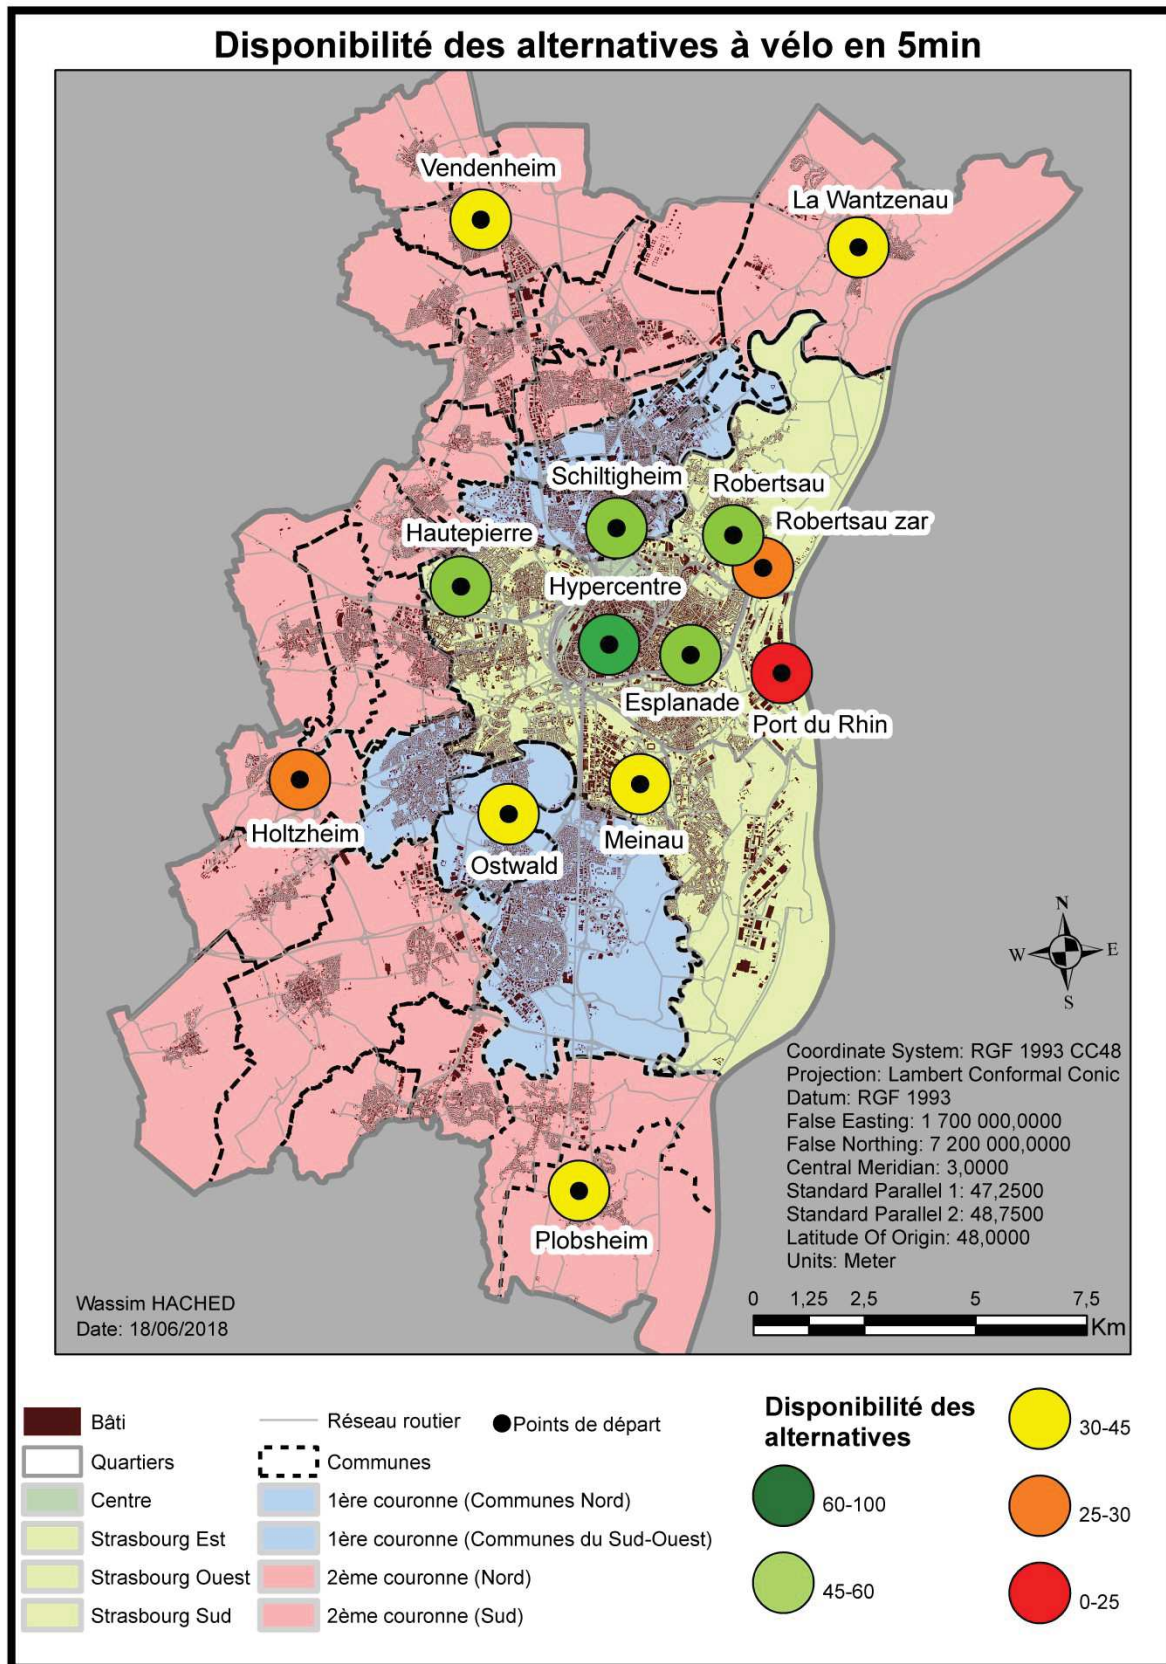 Disponibilité des alternatives à vélo en 5min
Vendenheim
La Wantzenau
Schiltigheim
Robertsau
Robertsau zar
Hautepierre
Hypercentre
Esplanade
Port du Rhin
Holtzheim
Ostwald
Meinau
Plobsheim
N
W
E
S
Coordinate System: RGF 1993 CC48
Projection: Lambert Conformal Conic
Datum: RGF 1993
False Easting: 1 700 000,0000
False Northing: 7 200 000,0000
Central Meridian: 3,0000
Standard Parallel 1: 47,2500
Standard Parallel 2: 48,7500
Latitude Of Origin: 48,0000
Units: Meter
0 1,25 2,5 5 7,5
Km
Wassim HACHED
Date: 18/06/2018
Bâti
Quartiers
Centre
Strasbourg Est
Strasbourg Ouest
Strasbourg Sud
Réseau routier
Communes
1ère couronne (Communes Nord)
1ère couronne (Communes du Sud-Ouest)
2ème couronne (Nord)
2ème couronne (Sud)
Points de départ
Disponibilité des
alternatives
60-100
45-60
30-45
25-30
0-25